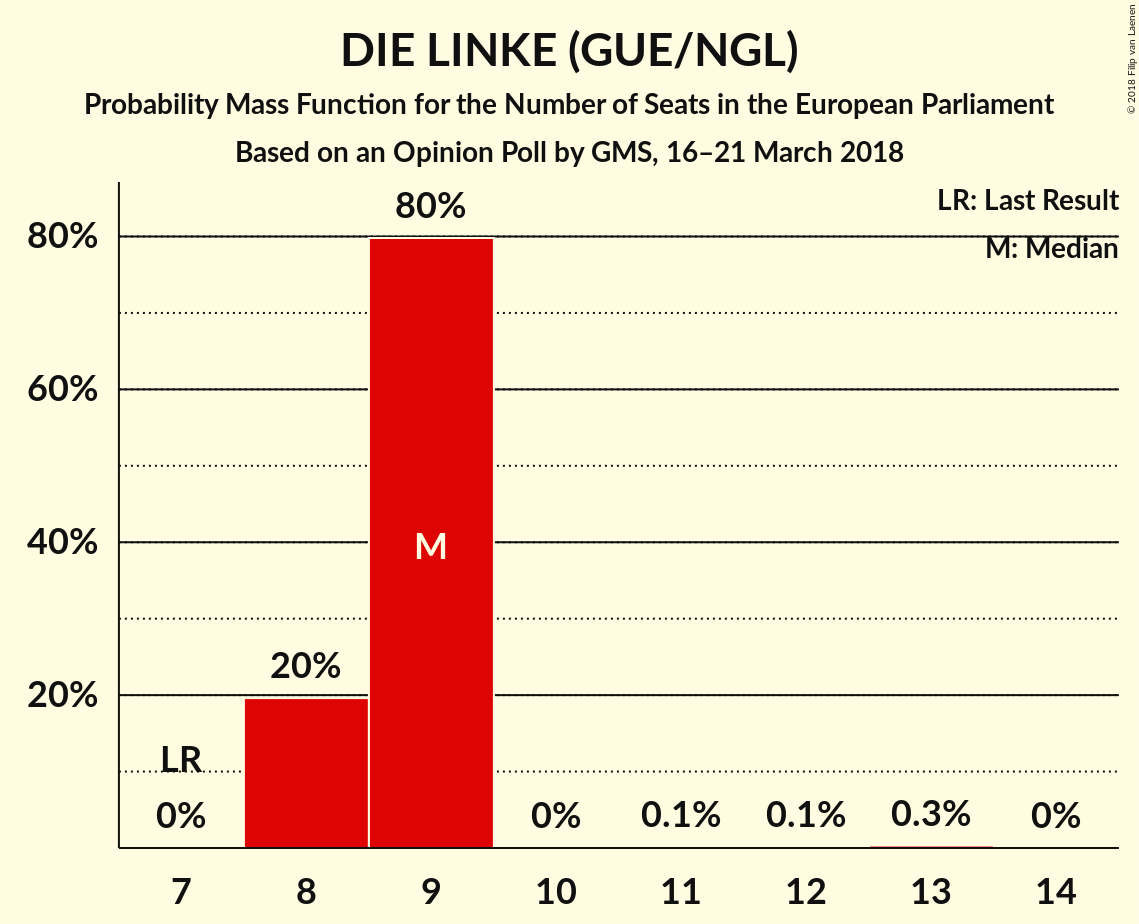 DIE LINKE (GUE/NGL)
Probability Mass Function for the Number of Seats in the European Parliament
Based on an Opinion Poll by GMS, 16–21 March 2018
© 2018 Filip van Laenen
LR: Last Result
M: Median
80%
60%
40%
20%
LR
0%
20%
80%
M
0%
0.1%
0.1%
0.3%
0%
7 8 9 10 11 12 13 14